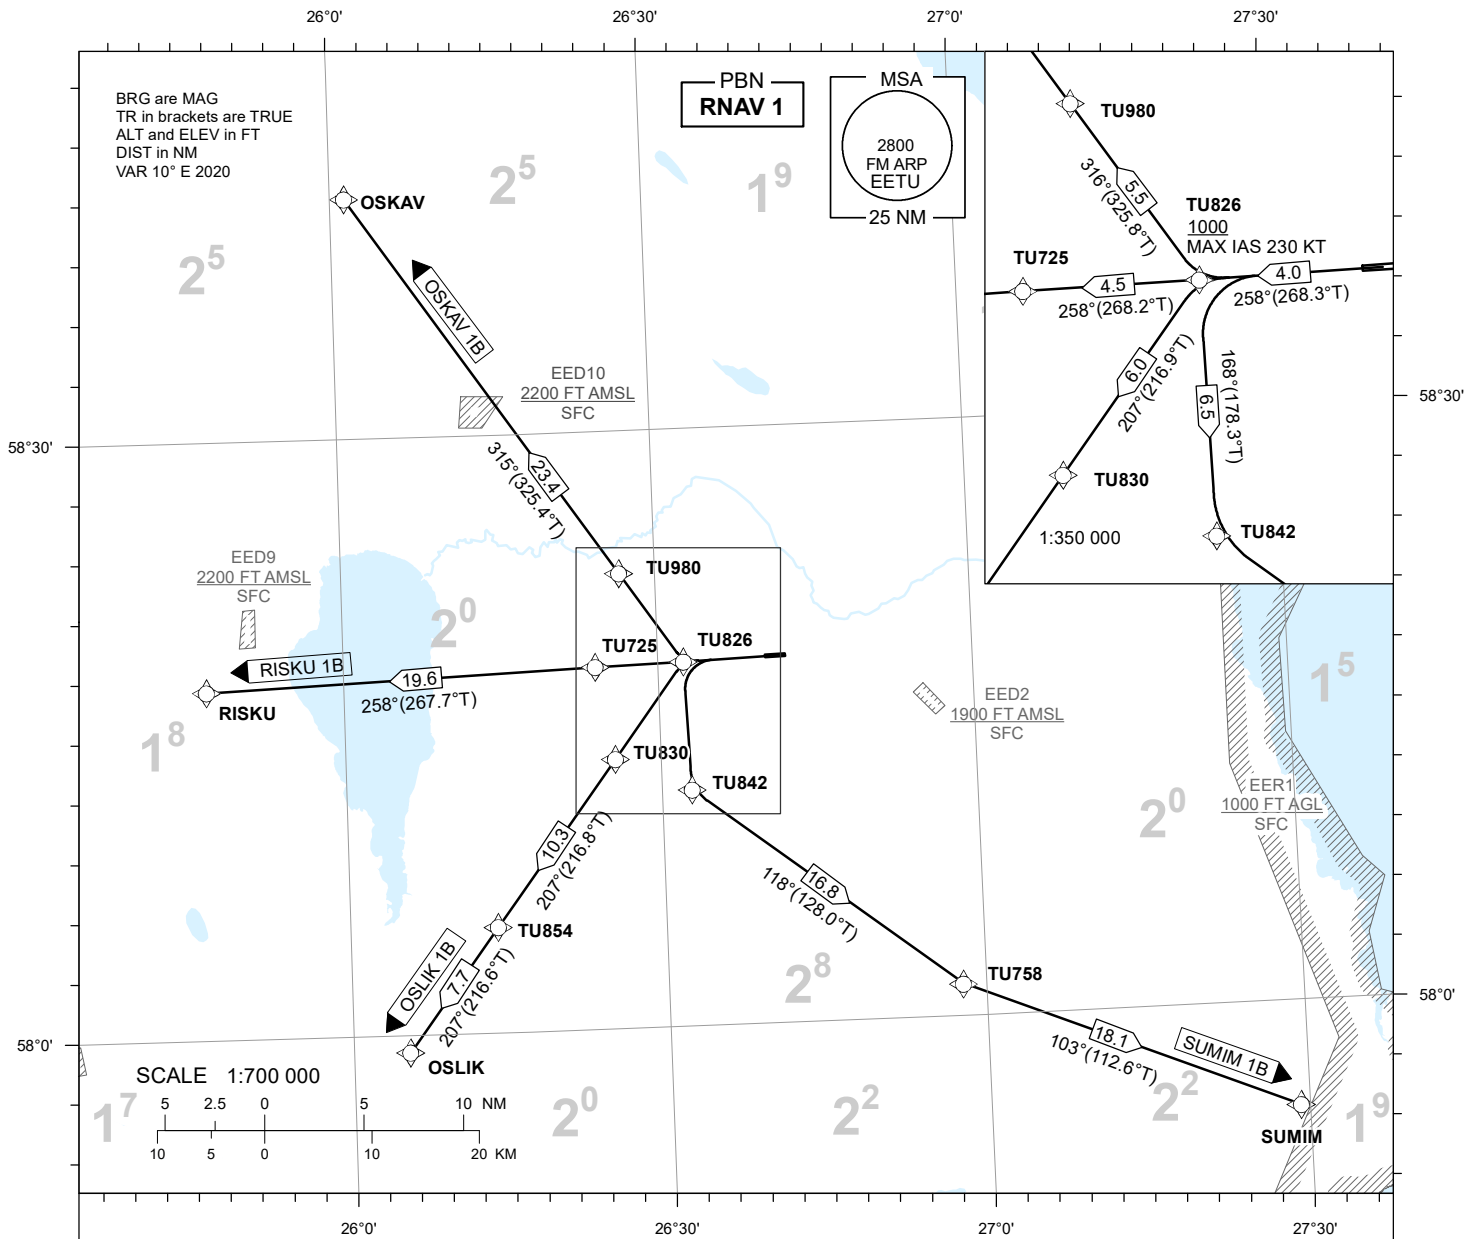 26°0'
26°30'
27°0'
27°30'
BRG are MAG
TR in brackets are TRUE
ALT and ELEV in FT
DIST in NM
VAR 10° E 2020
PBN
RNAV 1
MSA
2800
FM ARP
EETU
25 NM
2⁵
1⁹
2⁵
OSKAV
OSKAV 1B
EED10
2200 FT AMSL
SFC
58°30'
315°(325.4°T)
23.4
TU980
5.5
316°(325.8°T)
TU826
1000
MAX IAS 230 KT
TU725
4.5
258°(268.2°T)
4.0
258°(268.3°T)
6.0
207°(216.9°T)
6.5
168°(178.3°T)
TU830
TU842
1:350 000
58°30'
EED9
2200 FT AMSL
SFC
2⁰
TU980
TU725
TU826
RISKU 1B
19.6
258°(267.7°T)
RISKU
1⁸
TU830
TU842
EED2
1900 FT AMSL
SFC
1⁵
2⁰
EER1
1000 FT AGL
SFC
10.3
207°(216.8°T)
16.8
118°(128.0°T)
TU854
OSLIK 1B
7.7
207°(216.6°T)
OSLIK
2⁸
TU758
18.1
103°(112.6°T)
SUMIM 1B
SUMIM
58°0'
58°0'
SCALE 1:700 000
5 2.5 0 5 10 NM
10 5 0 10 20 KM
1⁷
2⁰
2²
2²
1⁹
26°0'
26°30'
27°0'
27°30'